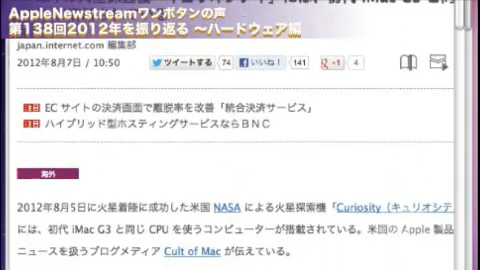 AppleNewstreamワンボタンの声
第138回2012年を振り返る ～ハードウェア編
japan.internet.com 編集部
2012年8月7日 / 10:50
ツイートする 74 いいね！ 391 +1 4
ECサイトの決済画面で離脱率を改善「統合決済サービス」
ハイブリッド型ホスティングサービスならＢＮＣ
海外
2012年8月5日に火星着陸に成功した米国 NASA による火星探索機「Curiosity（キュリオシテ
には、初代 iMac G3 と同じ CPU を使うコンピューターが搭載されている。米国の Apple 製品
ニュースを扱うブログメディア Cult of Mac が伝えている。